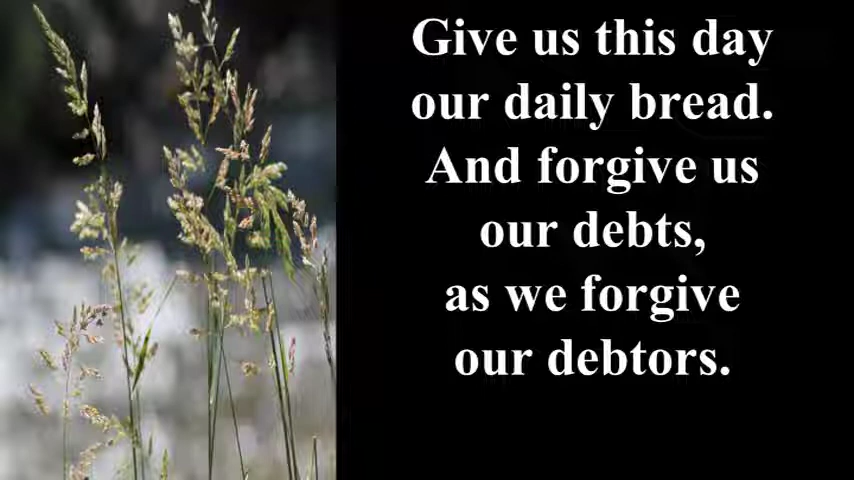 Give us this day
our daily bread.
And forgive us
our debts,
as we forgive
our debtors.